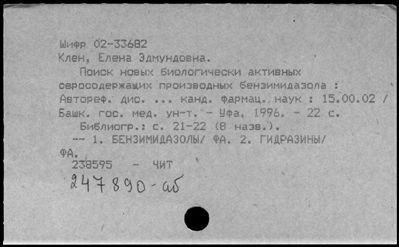 Шифр 02-33682
Клен, Елена Эдмундовна.
Поиск новых биологически активных
серосодержащих производных бензимидазола :
Автореф. дис. ... канд. фармац. наук : 15.00.02 /
Башк. гос. мед. ун-т. - Уфа, 1996. - 22 с.
Библиогр.: с. 21-22 (8 назв.).
-- 1. БЕНЗИМИДАЗОЛЫ/ ФА. 2. ГИДРАЗИНЫ/
ФА.
238595 - ЧИТ
247890-аб